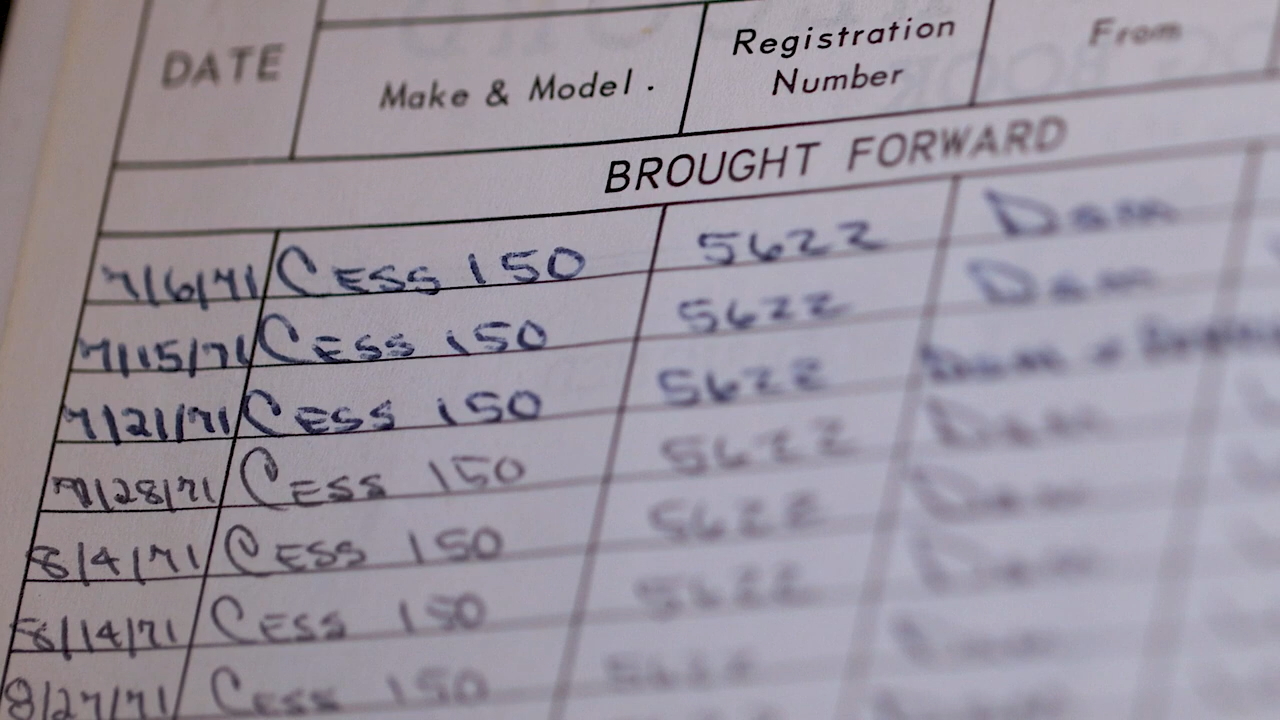 DATE Make & Model. Registration Number From
BROUGHT FORWARD
7/6/71 CESS 150 5622
7/15/71 CESS 150 5622
7/21/71 CESS 150 5622
7/28/71 CESS 150 5622
8/4/71 CESS 150 5622
8/14/71 CESS 150 5622
8/27/71 CESS 150 5622